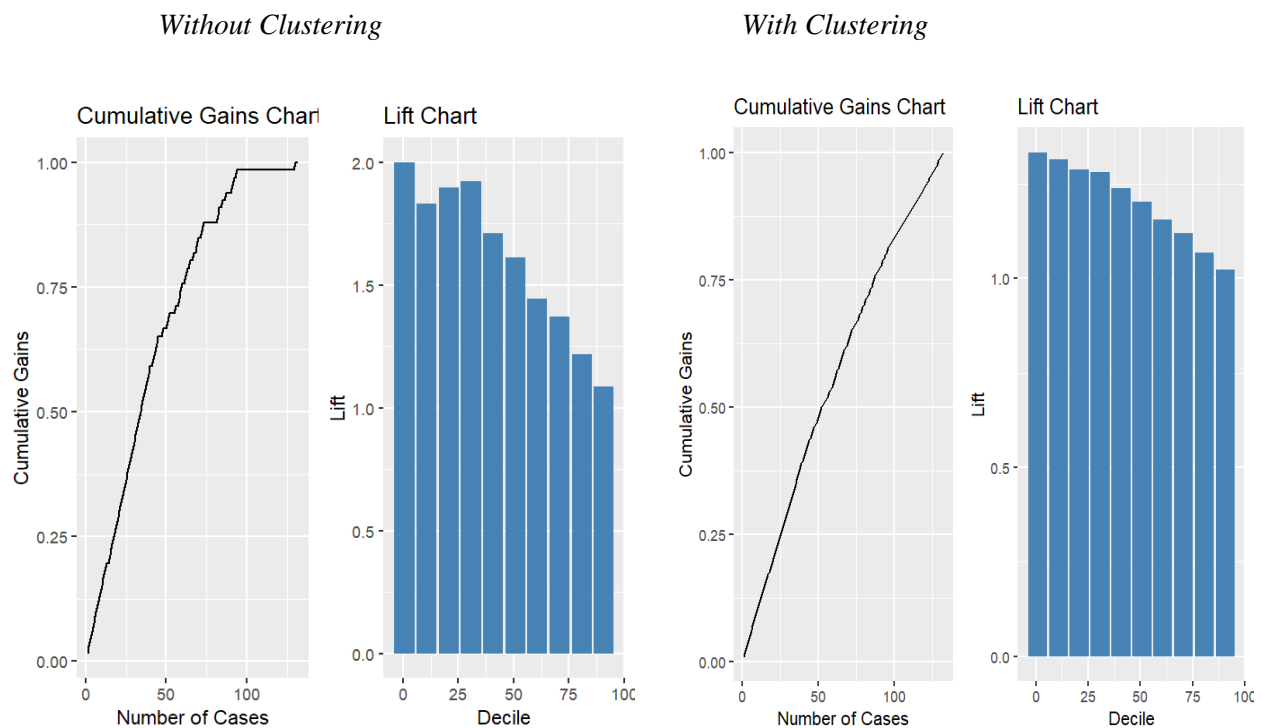 Without Clustering
With Clustering
Cumulative Gains Chart
Lift Chart
Cumulative Gains
1.00
0.75
0.50
0.25
0.00
0
50
100
Number of Cases
Lift
2.0
1.5
1.0
0.5
0.0
0
25
50
75
100
Decile
Cumulative Gains Chart
Lift Chart
Cumulative Gains
1.00
0.75
0.50
0.25
0.00
0
50
100
Number of Cases
Lift
1.0
0.5
0.0
0
25
50
75
100
Decile